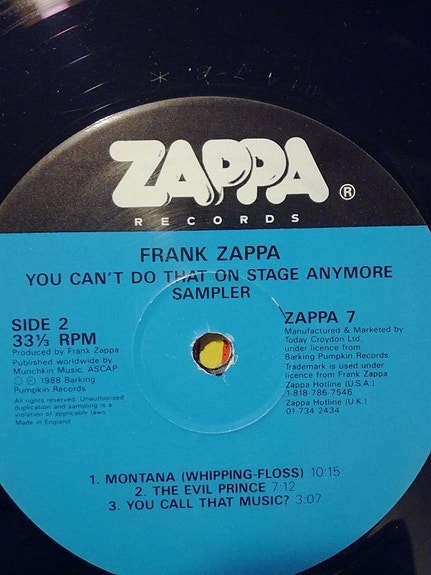 ZAPPA ®
RECORDS
FRANK ZAPPA
YOU CAN'T DO THAT ON STAGE ANYMORE
SAMPLER
SIDE 2
33⅓ RPM
Produced by Frank Zappa
Published worldwide by
Munchkin Music, ASCAP
℗ © 1988 Barking
Pumpkin Records
All rights reserved. Unauthorised
duplication and sampling is a
violation of applicable laws.
Made in England
ZAPPA 7
Manufactured & Marketed by
Today Croydon Ltd.
under licence from
Barking Pumpkin Records
Trademark is used under
licence from Frank Zappa
Zappa Hotline (U.S.A.)
1-818-786-7546
Zappa Hotline (U.K.)
01-734 2434
1. MONTANA (WHIPPING-FLOSS) 10:15
2. THE EVIL PRINCE 7:12
3. YOU CALL THAT MUSIC? 3:07